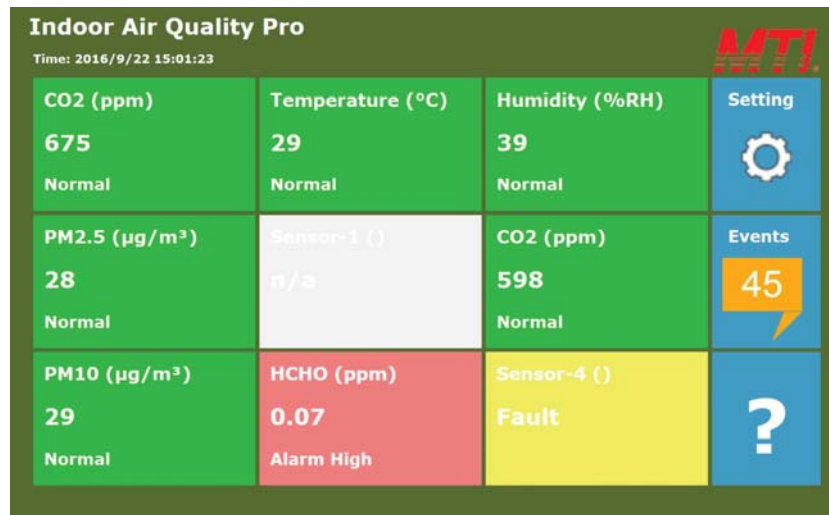 Indoor Air Quality Pro
Time: 2016/9/22 15:01:23
MTI
CO2 (ppm)
675
Normal
Temperature (°C)
29
Normal
Humidity (%RH)
39
Normal
Setting
PM2.5 (µg/m³)
28
Normal
Sensor-1 ()
n/a
CO2 (ppm)
598
Normal
Events
45
PM10 (µg/m³)
29
Normal
HCHO (ppm)
0.07
Alarm High
Sensor-4 ()
Fault
?